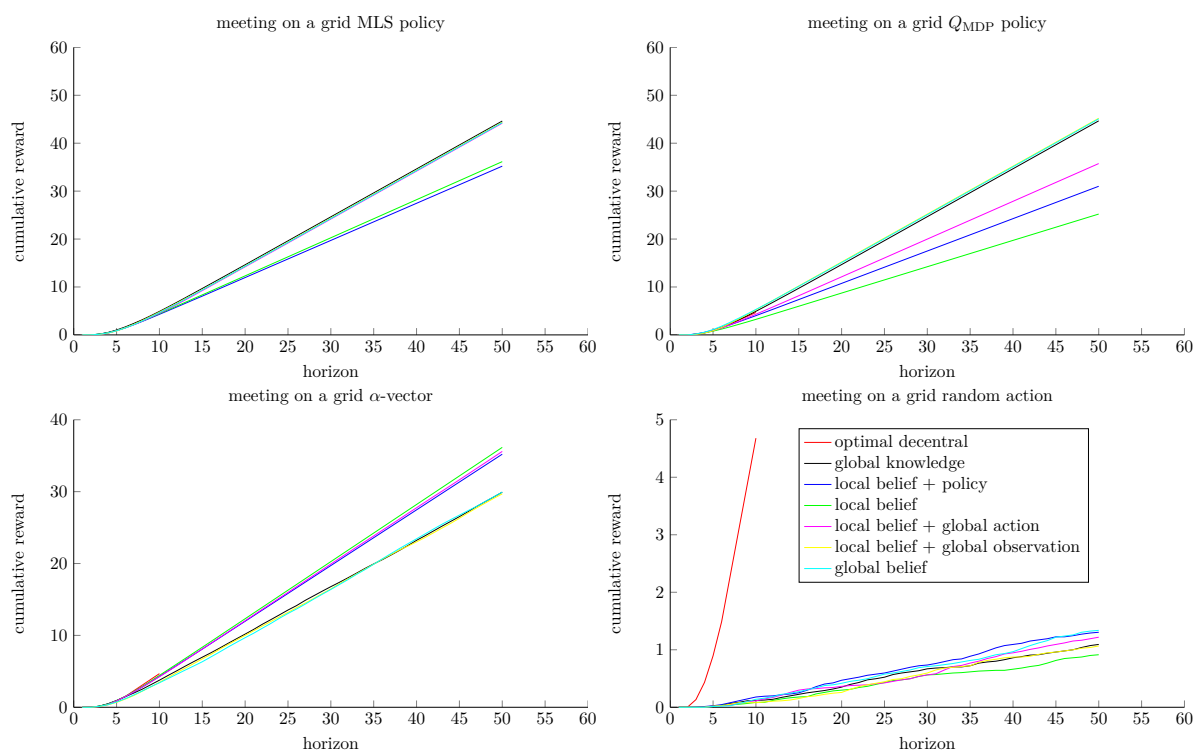 meeting on a grid MLS policy
60
50
40
30
20
10
0
0 5 10 15 20 25 30 35 40 45 50 55 60
horizon
cumulative reward
meeting on a grid Q_MDP policy
60
50
40
30
20
10
0
0 5 10 15 20 25 30 35 40 45 50 55 60
horizon
cumulative reward
meeting on a grid α-vector
40
30
20
10
0
0 5 10 15 20 25 30 35 40 45 50 55 60
horizon
cumulative reward
meeting on a grid random action
5
4
3
2
1
0
0 5 10 15 20 25 30 35 40 45 50 55 60
horizon
cumulative reward
optimal decentral
global knowledge
local belief + policy
local belief
local belief + global action
local belief + global observation
global belief